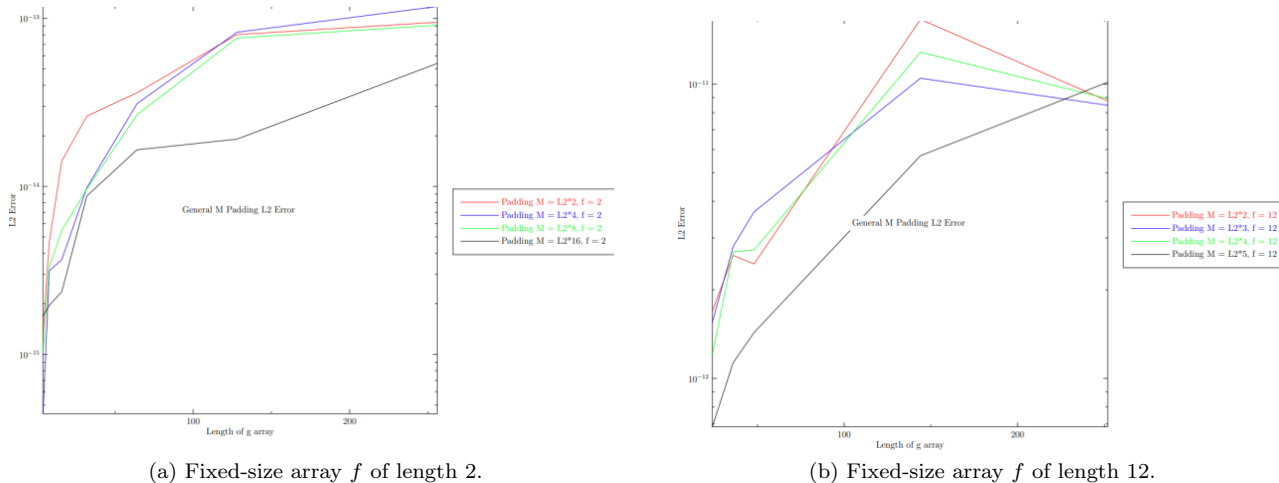 10⁻¹³
10⁻¹⁴
10⁻¹⁵
L2 Error
General M Padding L2 Error
100
200
Length of g array
Padding M = L2*2, f = 2
Padding M = L2*4, f = 2
Padding M = L2*8, f = 2
Padding M = L2*16, f = 2
(a) Fixed-size array f of length 2.
10⁻¹¹
10⁻¹²
L2 Error
General M Padding L2 Error
100
200
Length of g array
Padding M = L2*2, f = 12
Padding M = L2*3, f = 12
Padding M = L2*4, f = 12
Padding M = L2*5, f = 12
(b) Fixed-size array f of length 12.